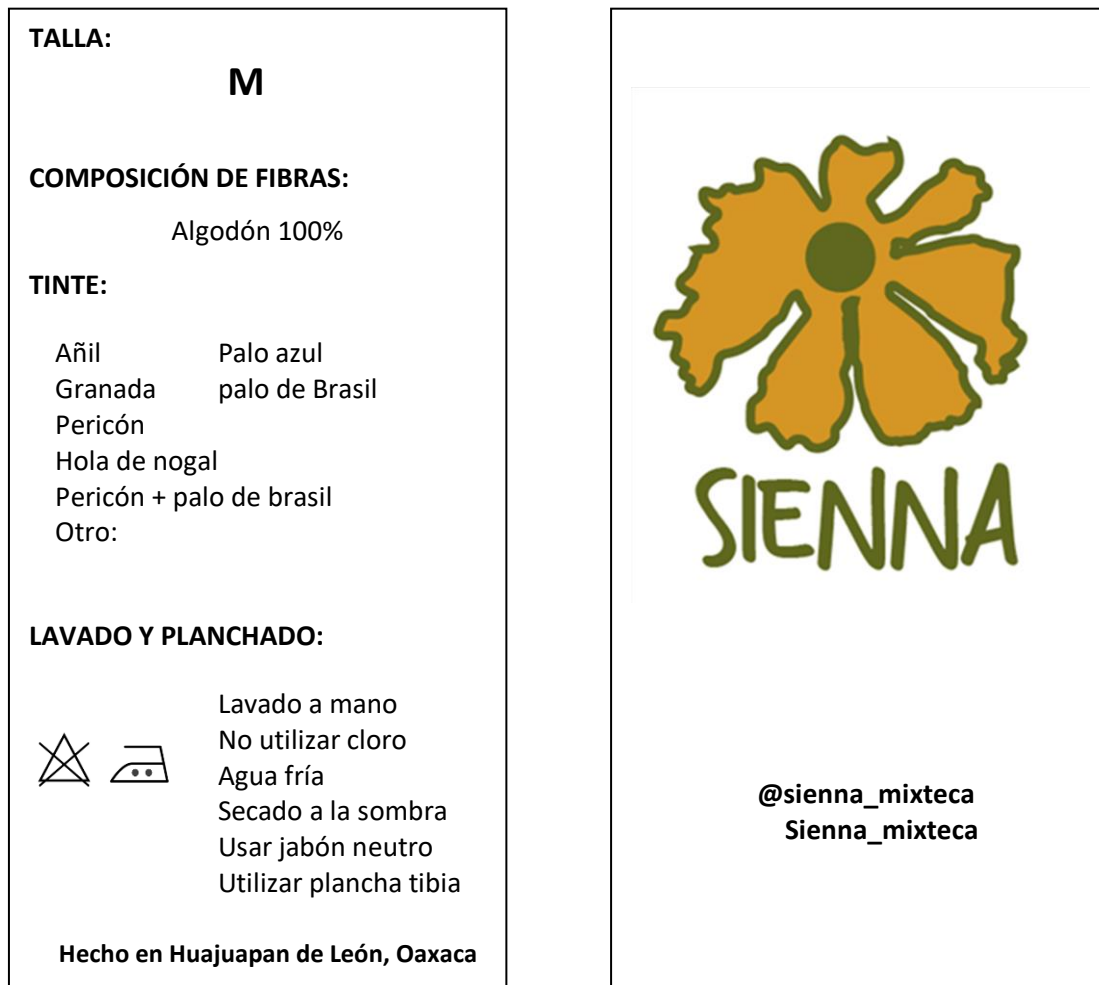 TALLA:
M
COMPOSICIÓN DE FIBRAS:
Algodón 100%
TINTE:
Añil Palo azul
Granada palo de Brasil
Pericón
Hola de nogal
Pericón + palo de brasil
Otro:
LAVADO Y PLANCHADO:
Lavado a mano
No utilizar cloro
Agua fría
Secado a la sombra
Usar jabón neutro
Utilizar plancha tibia
Hecho en Huajuapan de León, Oaxaca
SIENNA
@sienna_mixteca
Sienna_mixteca